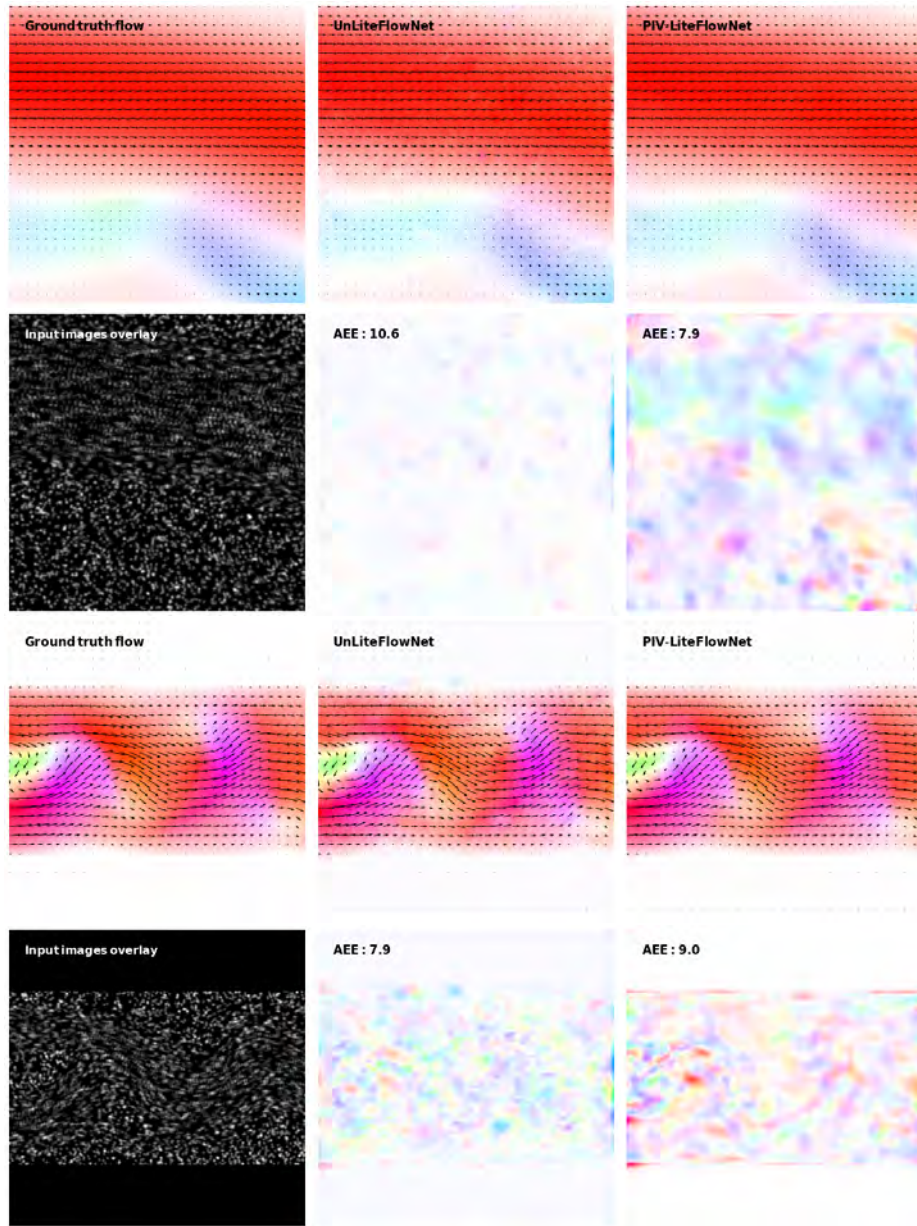 Ground truth flow
UnLiteFlowNet
PIV-LiteFlowNet
Input images overlay
AEE : 10.6
AEE : 7.9
Ground truth flow
UnLiteFlowNet
PIV-LiteFlowNet
Input images overlay
AEE : 7.9
AEE : 9.0